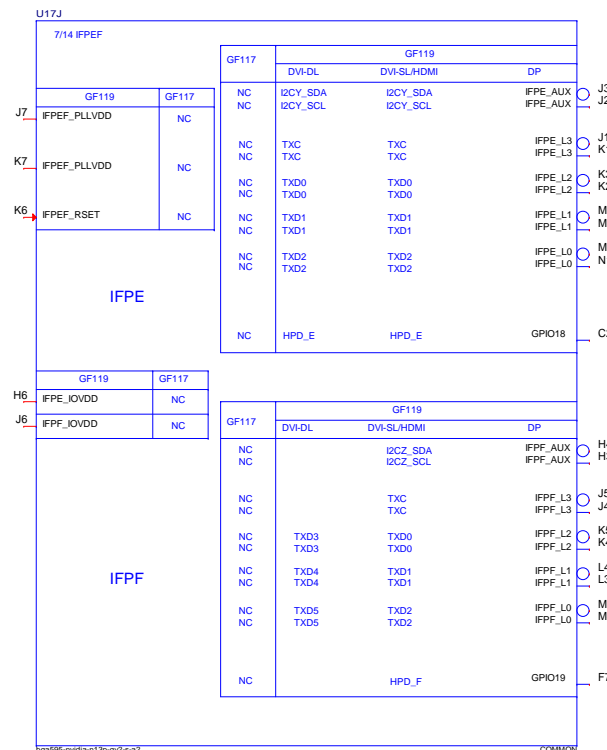 U17J
7/14 IFPEF
GF119 GF117
J7 IFPEF_PLLVDD NC
K7 IFPEF_PLLVDD NC
K6 IFPEF_RSET NC
IFPE
GF117 GF119
DVI-DL DVI-SL/HDMI DP
NC I2CY_SDA I2CY_SDA IFPE_AUX
NC I2CY_SCL I2CY_SCL IFPE_AUX
NC TXC TXC IFPE_L3
NC TXC TXC IFPE_L3
NC TXD0 TXD0 IFPE_L2
NC TXD0 TXD0 IFPE_L2
NC TXD1 TXD1 IFPE_L1
NC TXD1 TXD1 IFPE_L1
NC TXD2 TXD2 IFPE_L0
NC TXD2 TXD2 IFPE_L0
NC HPD_E HPD_E GPIO18
GF119 GF117
H6 IFPE_IOVDD NC
J6 IFPF_IOVDD NC
IFPF
GF117 GF119
DVI-DL DVI-SL/HDMI DP
NC I2CZ_SDA IFPF_AUX
NC I2CZ_SCL IFPF_AUX
NC TXC IFPF_L3
NC TXC IFPF_L3
NC TXD3 TXD0 IFPF_L2
NC TXD3 TXD0 IFPF_L2
NC TXD4 TXD1 IFPF_L1
NC TXD4 TXD1 IFPF_L1
NC TXD5 TXD2 IFPF_L0
NC TXD5 TXD2 IFPF_L0
NC HPD_F GPIO19 F7
COMMON